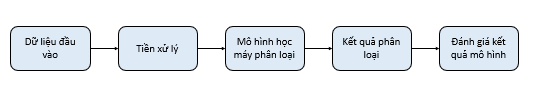 Dữ liệu đầu
vào
Tiền xử lý
Mô hình học
máy phân loại
Kết quả phân
loại
Đánh giá kết
quả mô hình